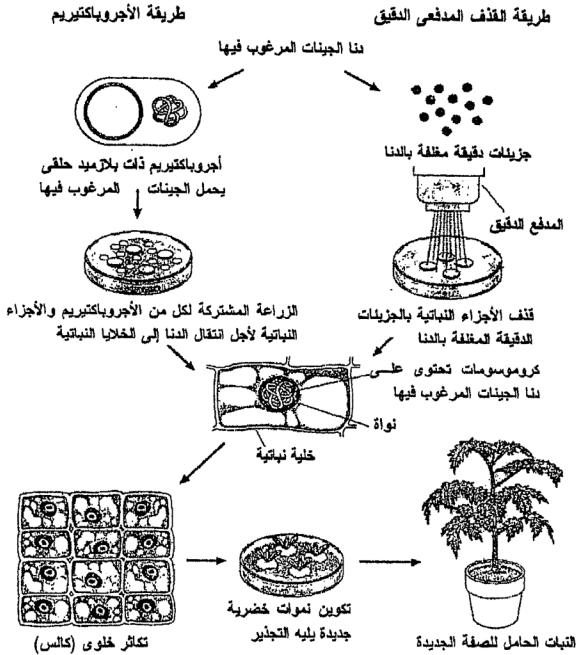 طريقة القذف المدفعى الدقيق
طريقة الأجروباكتيريم
دنا الجينات المرغوب فيها
جزيئات دقيقة مغلفة بالدنا
أجروباكتيريم ذات بلازميد حلقى
يحمل الجينات المرغوب فيها
المدفع الدقيق
قذف الأجزاء النباتية بالجزيئات
الدقيقة المغلفة بالدنا
الزراعة المشتركة لكل من الأجروباكتيريم والأجزاء
النباتية لأجل انتقال الدنا إلى الخلايا النباتية
كروموسومات تحتوى على
دنا الجينات المرغوب فيها
نواة
خلية نباتية
تكاثر خلوى (كالس)
تكوين نموات خضرية
جديدة يليه التجذير
النبات الحامل للصفة الجديدة